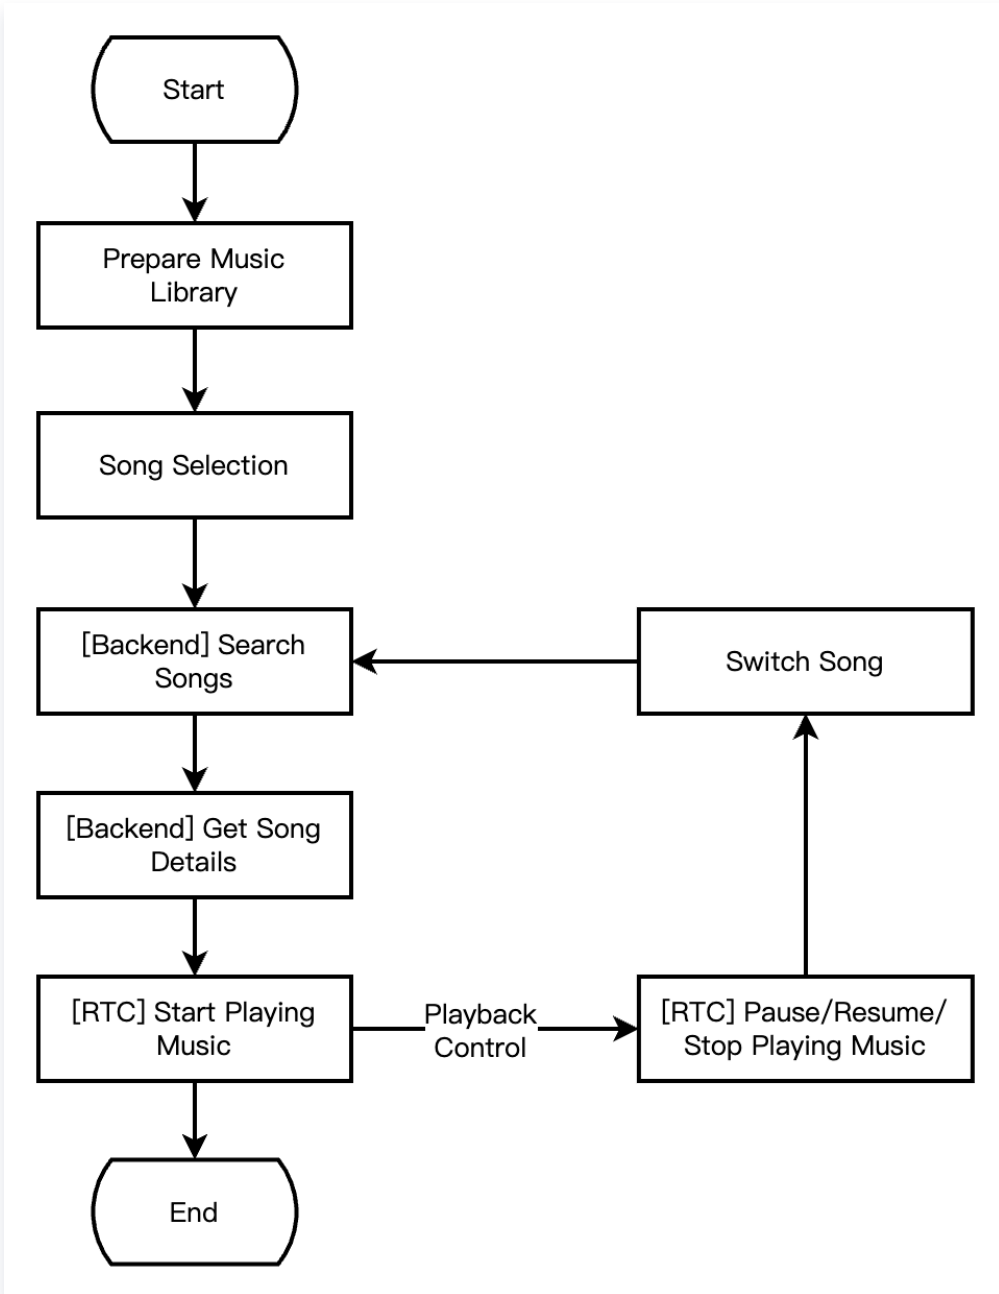 Start
Prepare Music
Library
Song Selection
[Backend] Search
Songs
Switch Song
[Backend] Get Song
Details
[RTC] Start Playing
Music
Playback
Control
[RTC] Pause/Resume/
Stop Playing Music
End